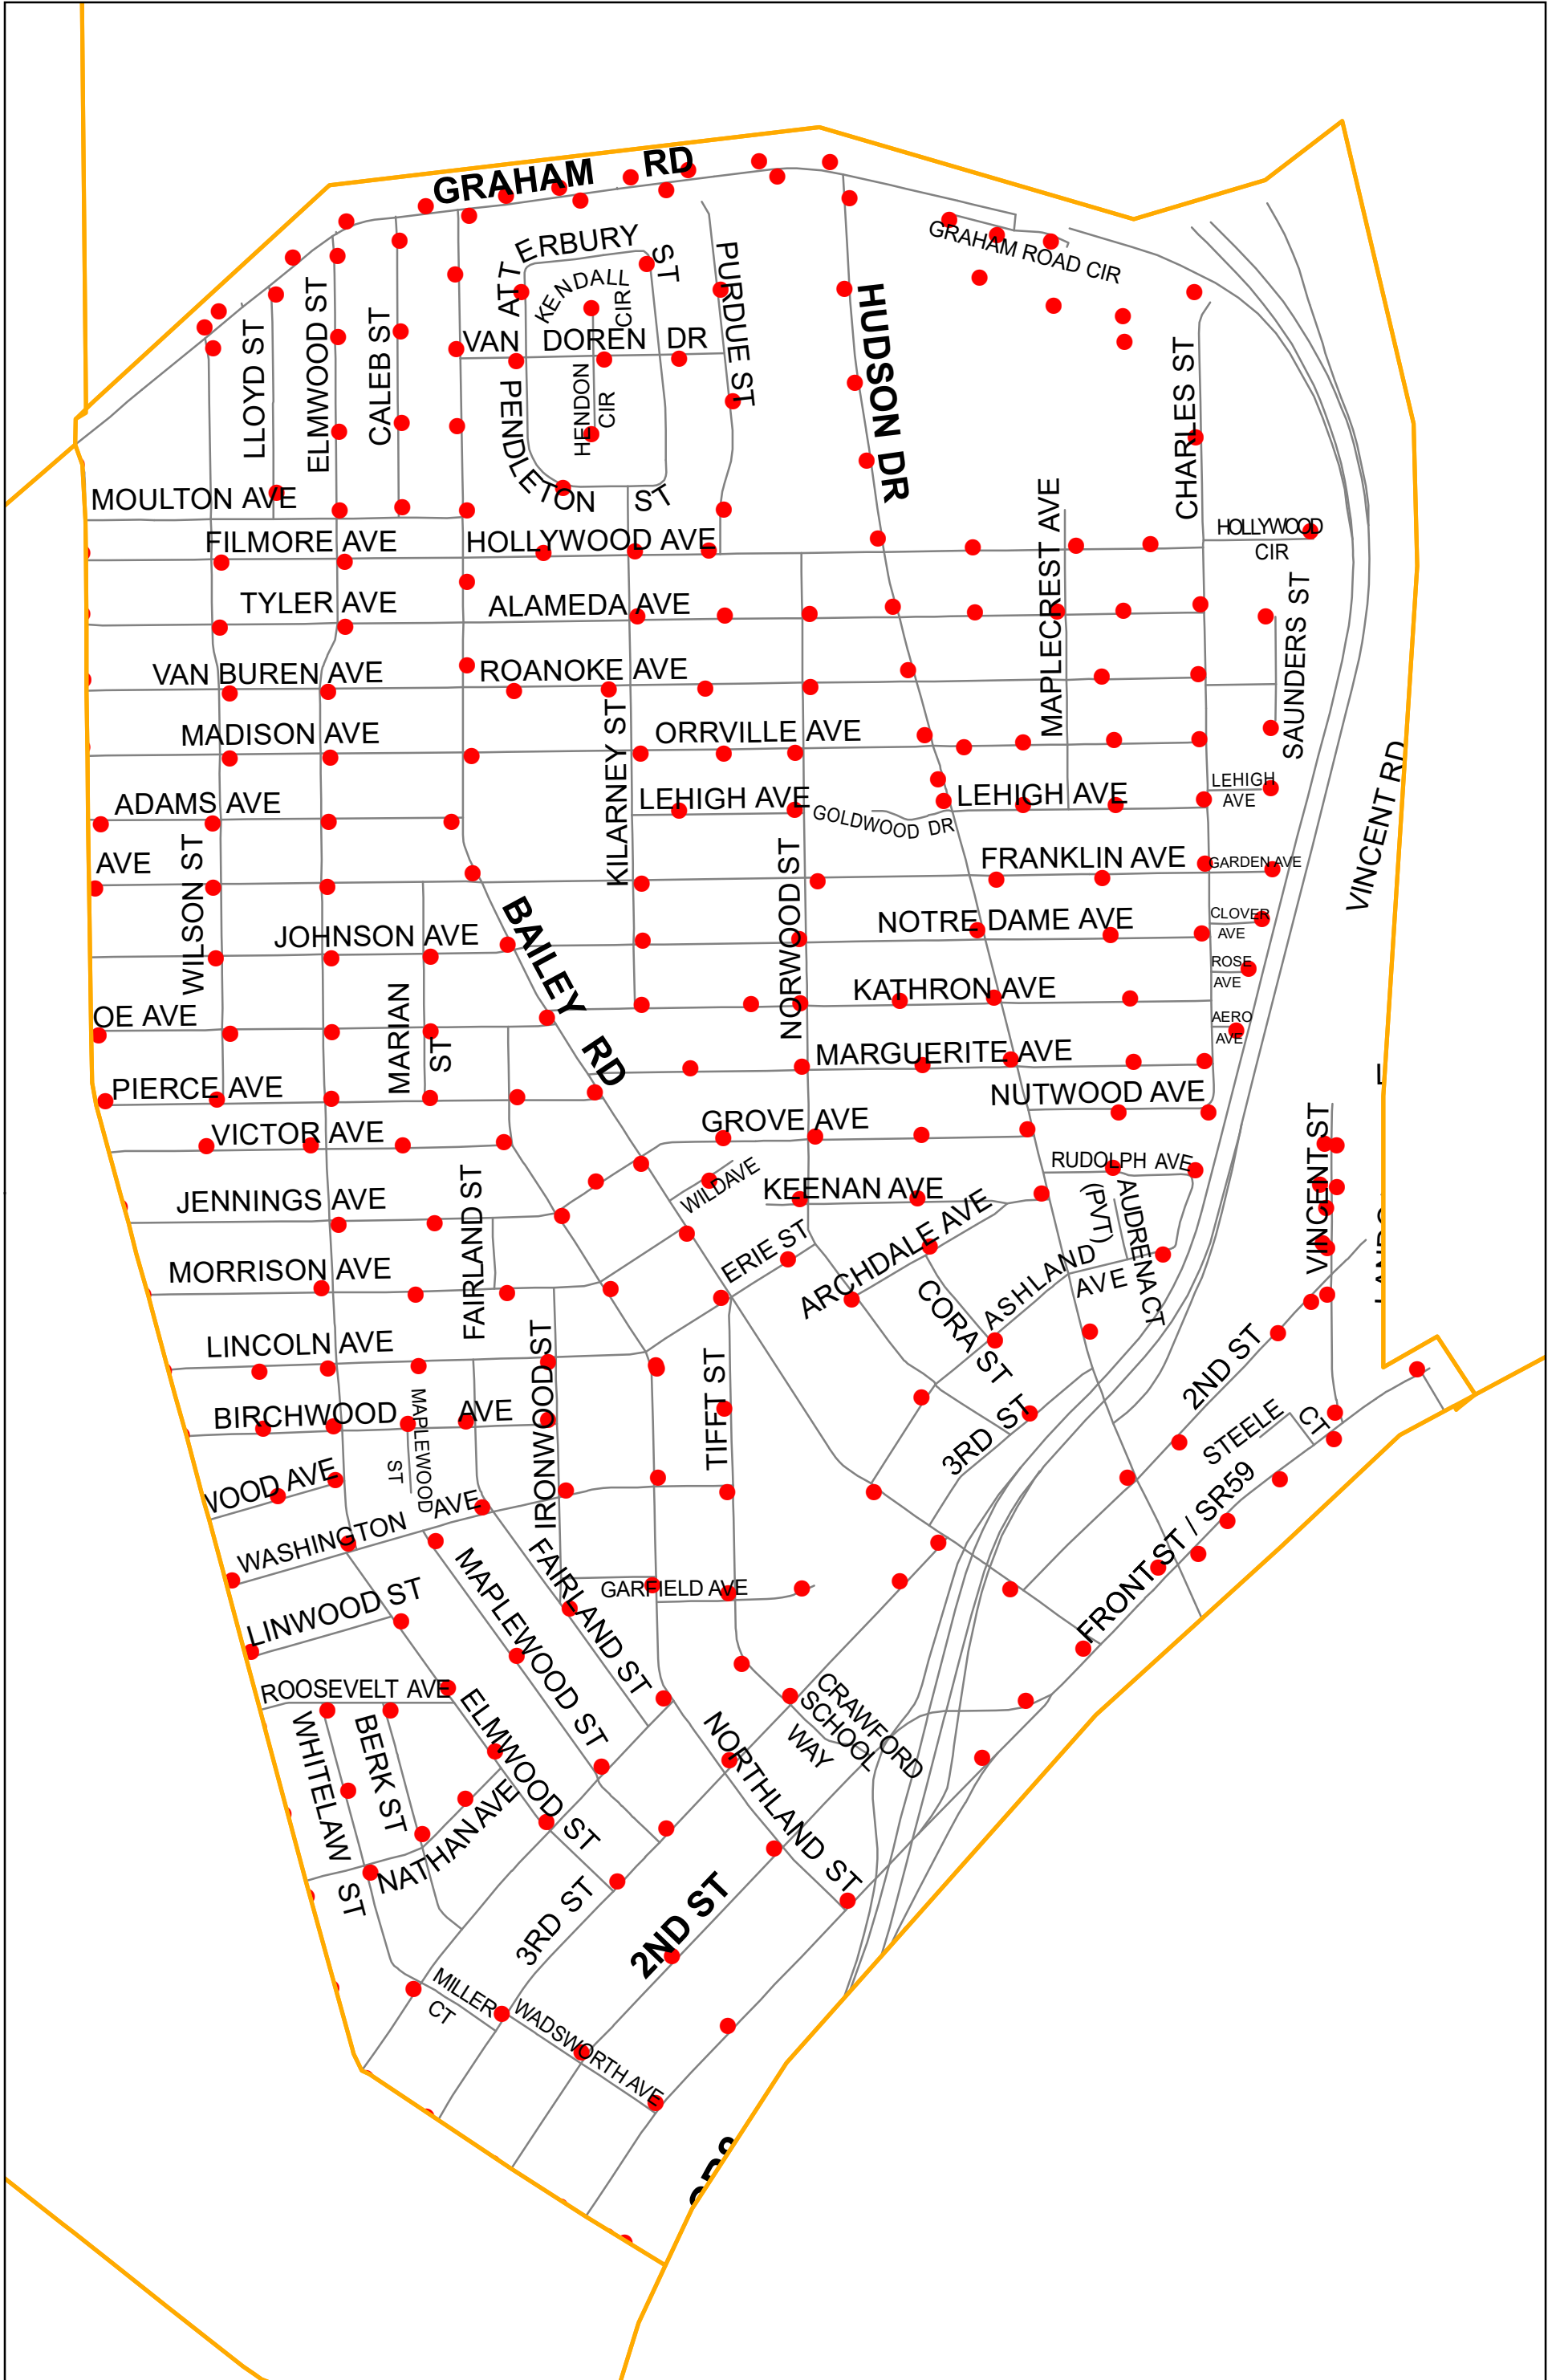 GRAHAM RD
GRAHAM ROAD CIR
ATTERBURY ST
KENDALL CIR
VAN DOREN DR
HENDON CIR
PENDLETON ST
PURDUE ST
HUDSON DR
LLOYD ST
ELMWOOD ST
CALEB ST
CHARLES ST
MOULTON AVE
FILMORE AVE
HOLLYWOOD AVE
HOLLYWOOD CIR
TYLER AVE
ALAMEDA AVE
MAPLECREST AVE
SAUNDERS ST
VAN BUREN AVE
ROANOKE AVE
MADISON AVE
ORRVILLE AVE
KILARNEY ST
VINCENT RD
ADAMS AVE
LEHIGH AVE
GOLDWOOD DR
LEHIGH AVE
LEHIGH AVE
AVE
WILSON ST
FRANKLIN AVE
GARDEN AVE
NORWOOD ST
BAILEY RD
JOHNSON AVE
NOTRE DAME AVE
CLOVER AVE
KATHRON AVE
ROSE AVE
OE AVE
MARIAN ST
MARGUERITE AVE
AERO AVE
PIERCE AVE
NUTWOOD AVE
VICTOR AVE
GROVE AVE
VINCENT ST
RUDOLPH AVE
WILD AVE
KEENAN AVE
JENNINGS AVE
FAIRLAND ST
(PVT)
AUDRENA CT
ERIE ST
ARCHDALE AVE
MORRISON AVE
CORA ST
ASHLAND AVE
LINCOLN AVE
IRONWOOD ST
TIFFT ST
2ND ST
BIRCHWOOD AVE
MAPLEWOOD ST
3RD ST
STEELE CT
WOOD AVE
WASHINGTON AVE
FRONT ST / SR59
LINWOOD ST
MAPLEWOOD ST
FAIRLAND ST
GARFIELD AVE
ROOSEVELT AVE
ELMWOOD ST
WHITELAW ST
BERK ST
NORTHLAND ST
CRAWFORD SCHOOL WAY
NATHAN AVE
3RD ST
2ND ST
MILLER CT
WADSWORTH AVE